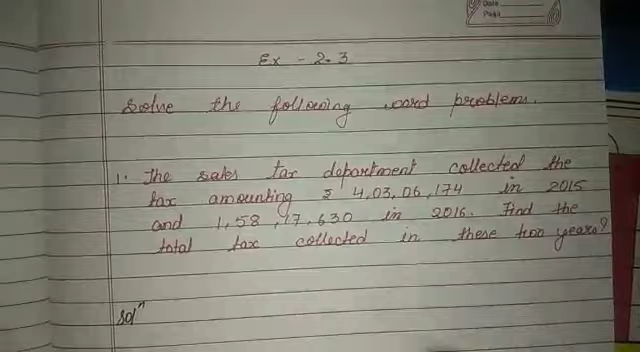 Date
Page
Ex - 2.3
Solve the following word problems.
1. The sales tax department collected the
tax amounting ₹ 4,03,06,174 in 2015
and 1,58,17,630 in 2016. Find the
total tax collected in these two years?
Solⁿ